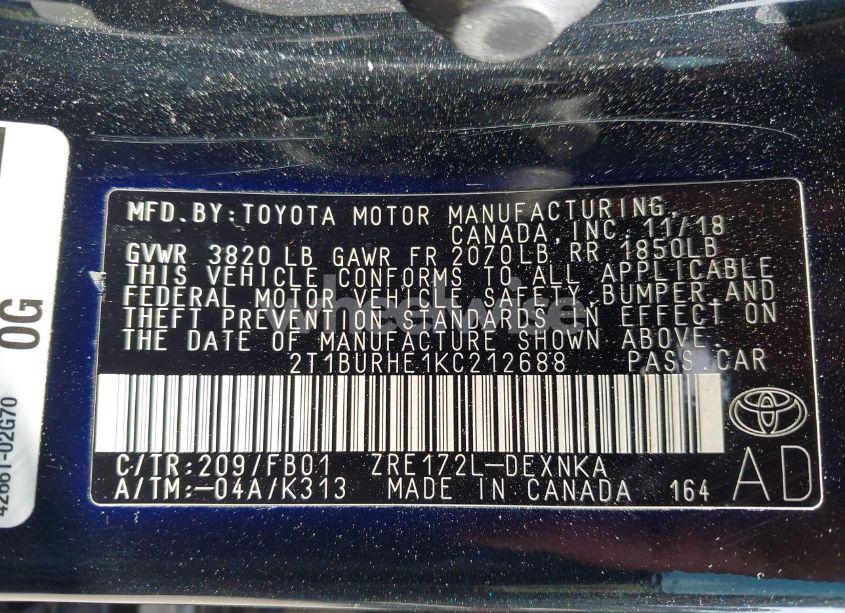 MFD.BY:TOYOTA MOTOR MANUFACTURING,
CANADA,INC. 11/18
GVWR 3820 LB GAWR FR 2070LB, RR 1850LB
THIS VEHICLE CONFORMS TO ALL APPLICABLE
FEDERAL MOTOR VEHICLE SAFETY,BUMPER,AND
THEFT PREVENTION STANDARDS IN EFFECT ON
THE DATE OF MANUFACTURE SHOWN ABOVE.
2T1BURHE1KC212688 PASS.CAR
C/TR:209/FB01 ZRE172L-DEXNKA
A/TM:-04A/K313 MADE IN CANADA 164
AD
0G
42661-02G70
wheelwise